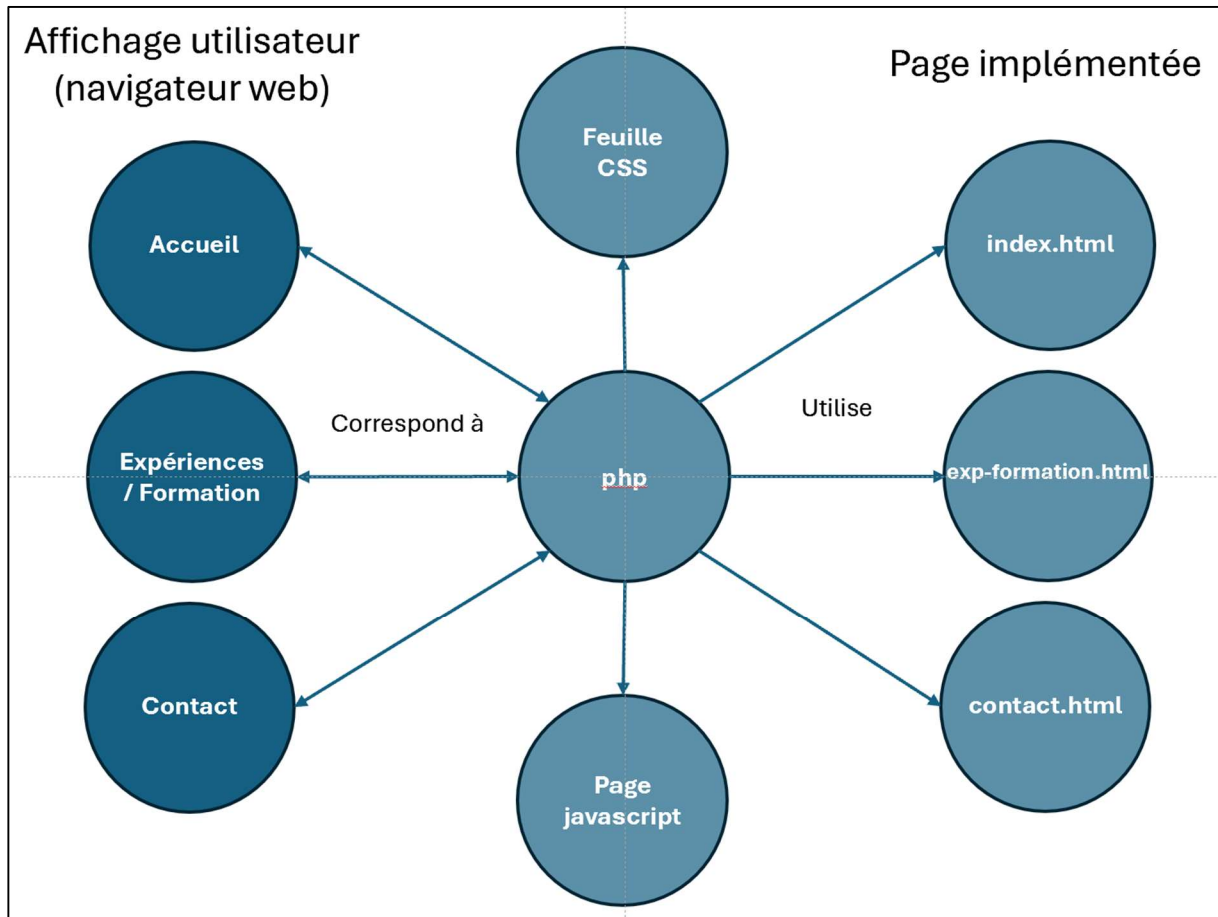 Affichage utilisateur
(navigateur web)
Page implémentée
Feuille
CSS
Accueil
index.html
Correspond à
Utilise
Expériences
/ Formation
php
exp-formation.html
Contact
contact.html
Page
javascript